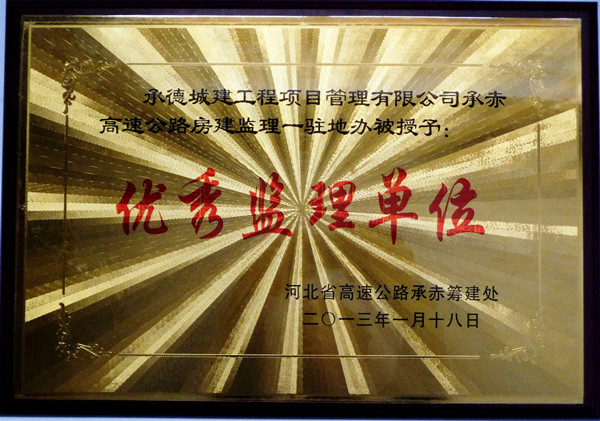 承德城建工程项目管理有限公司承赤
高速公路房建监理一驻地办被授予：
优秀监理单位
河北省高速公路承赤筹建处
二〇一三年一月十八日